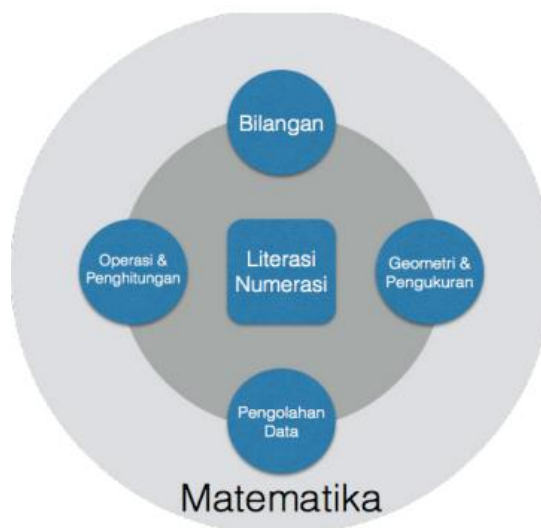 Bilangan
Operasi &
Penghitungan
Literasi
Numerasi
Geometri &
Pengukuran
Pengolahan
Data
Matematika